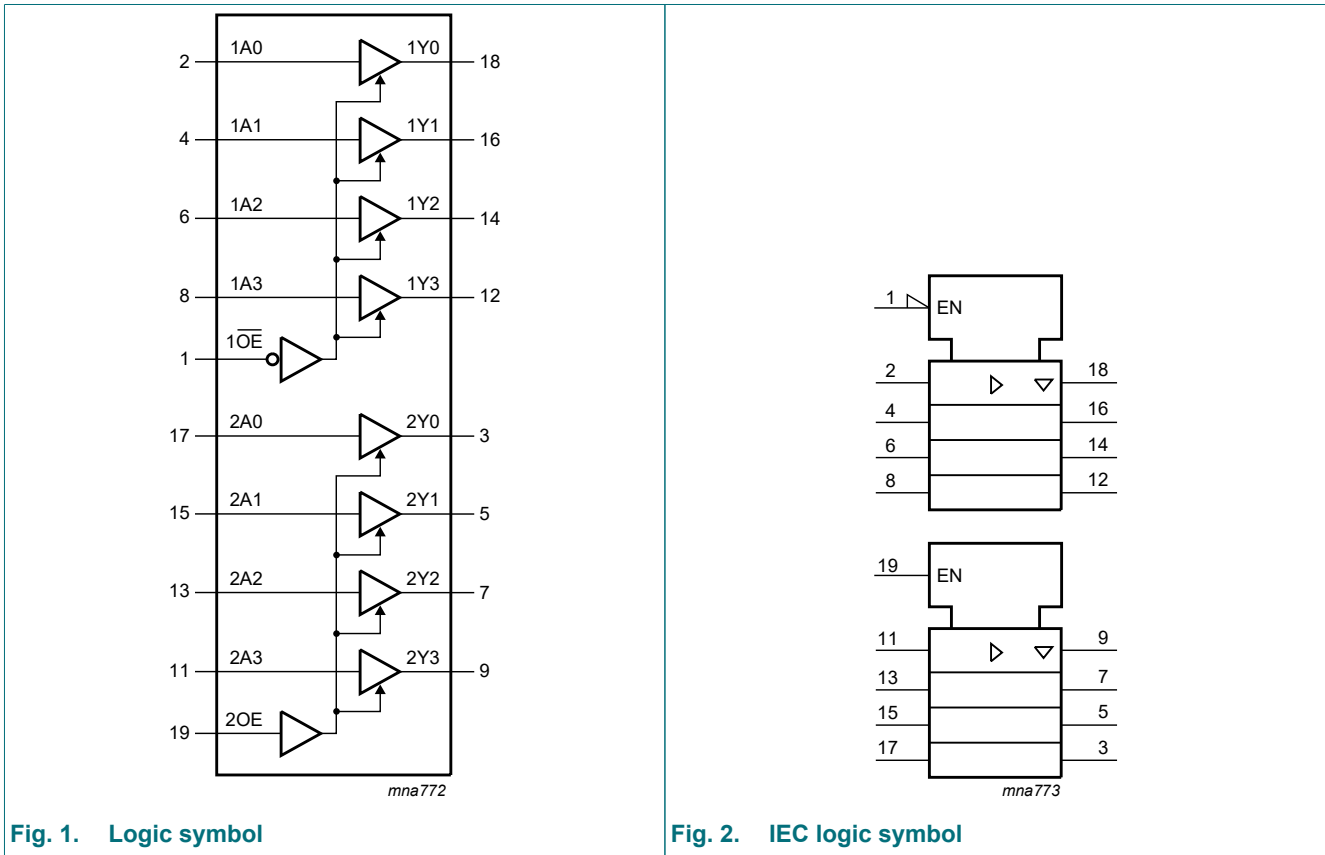 2 1A0 1Y0 18
4 1A1 1Y1 16
6 1A2 1Y2 14
8 1A3 1Y3 12
1 1O̅E̅
17 2A0 2Y0 3
15 2A1 2Y1 5
13 2A2 2Y2 7
11 2A3 2Y3 9
19 2OE
mna772
Fig. 1. Logic symbol
1 EN
2 18
4 16
6 14
8 12
19 EN
11 9
13 7
15 5
17 3
mna773
Fig. 2. IEC logic symbol